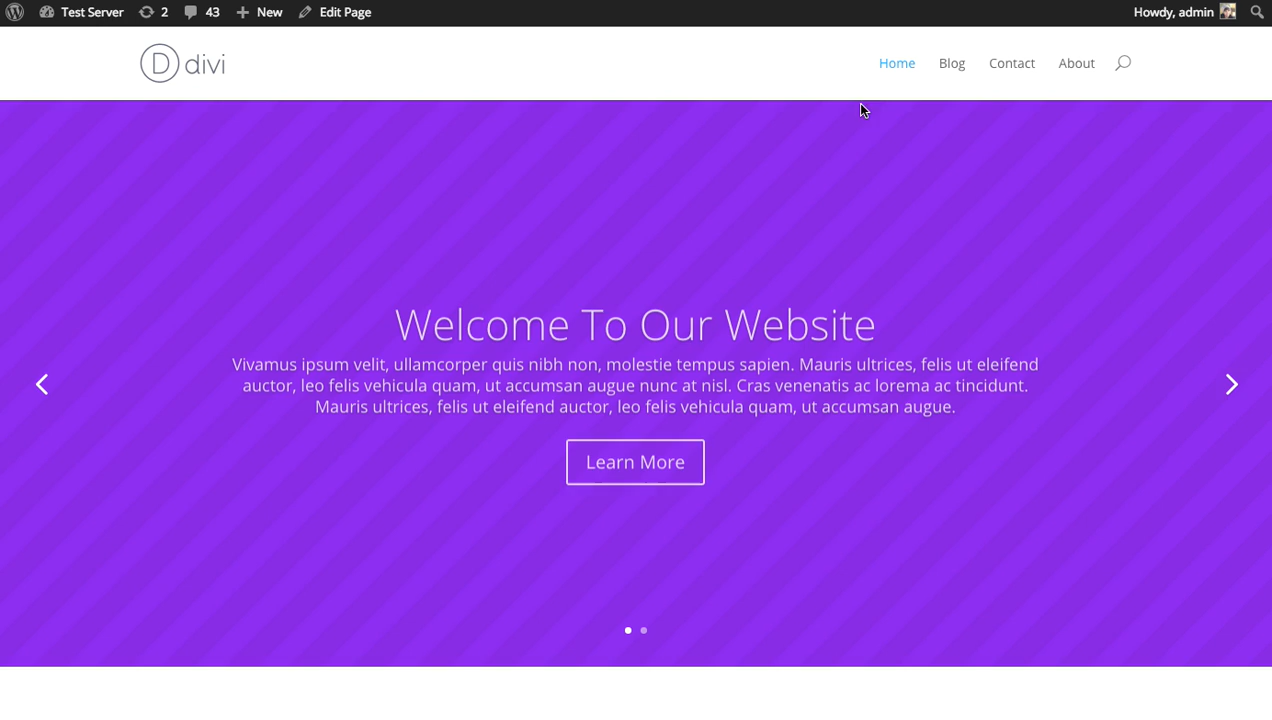 Test Server 2 43 New Edit Page Howdy, admin
D divi Home Blog Contact About
Welcome To Our Website
Vivamus ipsum velit, ullamcorper quis nibh non, molestie tempus sapien. Mauris ultrices, felis ut eleifend
auctor, leo felis vehicula quam, ut accumsan augue nunc at nisl. Cras venenatis ac lorema ac tincidunt.
Mauris ultrices, felis ut eleifend auctor, leo felis vehicula quam, ut accumsan augue.
Learn More